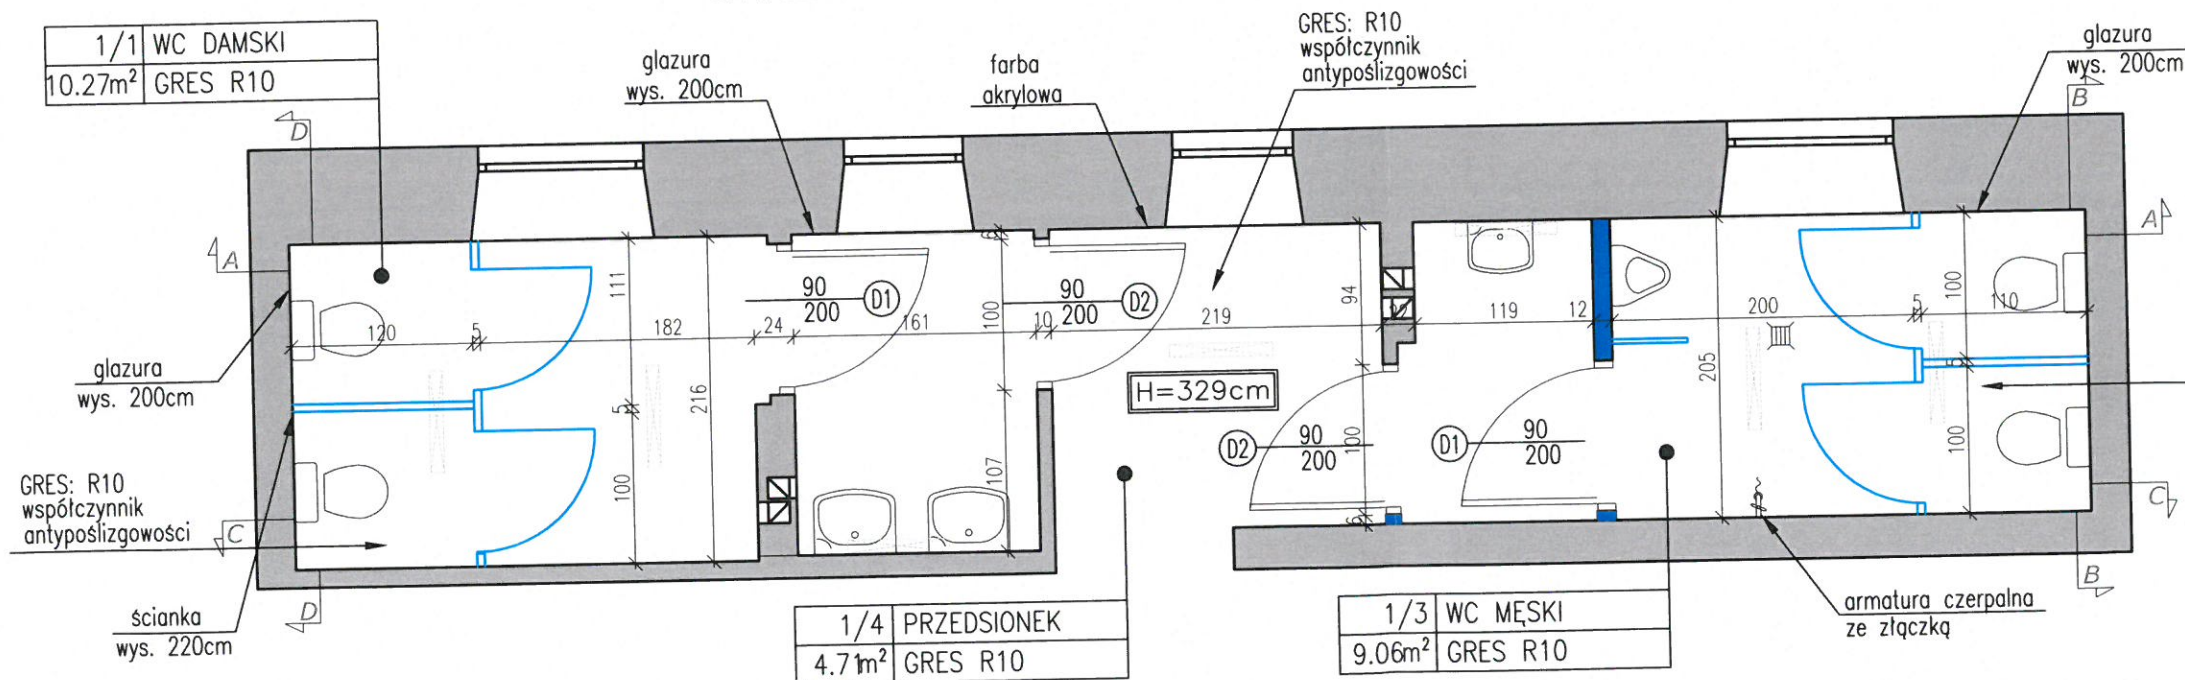 1/1 WC DAMSKI
10.27m² GRES R10
glazura
wys. 200cm
farba
akrylowa
GRES: R10
współczynnik
antypoślizgowości
glazura
wys. 200cm
D
B
A
A
90
200
D1
90
200
D2
111
120
5
182
24
161
100
10
219
94
119
12
200
5
100
110
5
216
205
5
glazura
wys. 200cm
H=329cm
D2
90
200
100
D1
90
200
100
100
107
6
6
GRES: R10
współczynnik
antypoślizgowości
C
C
D
B
ścianka
wys. 220cm
1/4 PRZEDSIONEK
4.71m² GRES R10
1/3 WC MĘSKI
9.06m² GRES R10
armatura czerpalna
ze złączką